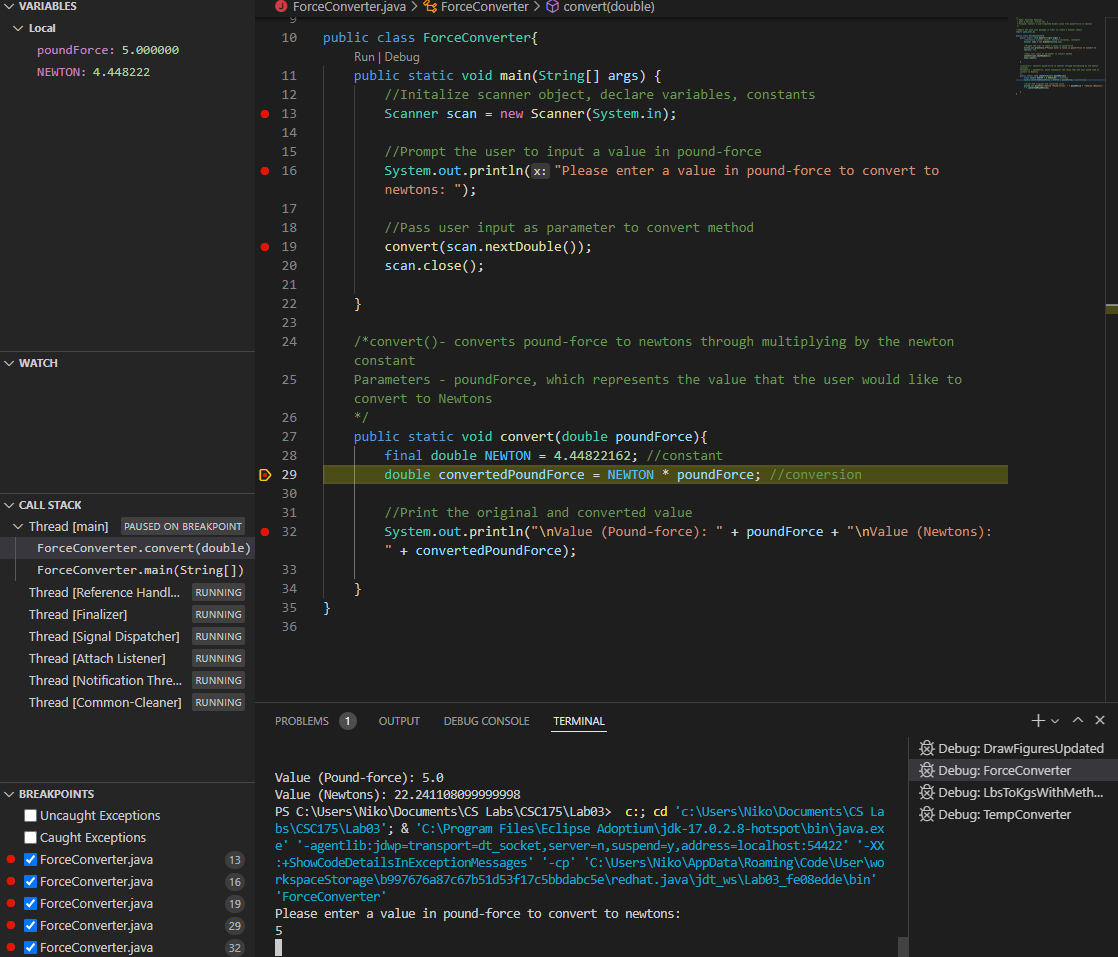 VARIABLES
Local
poundForce: 5.000000
NEWTON: 4.448222
WATCH
CALL STACK
Thread [main] PAUSED ON BREAKPOINT
ForceConverter.convert(double)
ForceConverter.main(String[])
Thread [Reference Handl... RUNNING
Thread [Finalizer] RUNNING
Thread [Signal Dispatcher] RUNNING
Thread [Attach Listener] RUNNING
Thread [Notification Thre... RUNNING
Thread [Common-Cleaner] RUNNING
BREAKPOINTS
Uncaught Exceptions
Caught Exceptions
ForceConverter.java 13
ForceConverter.java 16
ForceConverter.java 19
ForceConverter.java 29
ForceConverter.java 32
ForceConverter.java > ForceConverter > convert(double)
9
10 public class ForceConverter{
Run | Debug
11 public static void main(String[] args) {
12 //Initalize scanner object, declare variables, constants
13 Scanner scan = new Scanner(System.in);
14
15 //Prompt the user to input a value in pound-force
16 System.out.println(x: "Please enter a value in pound-force to convert to
newtons: ");
17
18 //Pass user input as parameter to convert method
19 convert(scan.nextDouble());
20 scan.close();
21
22 }
23
24 /*convert()- converts pound-force to newtons through multiplying by the newton
constant
25 Parameters - poundForce, which represents the value that the user would like to
convert to Newtons
26 */
27 public static void convert(double poundForce){
28 final double NEWTON = 4.44822162; //constant
29 double convertedPoundForce = NEWTON * poundForce; //conversion
30
31 //Print the original and converted value
32 System.out.println("\nValue (Pound-force): " + poundForce + "\nValue (Newtons):
" + convertedPoundForce);
33
34 }
35 }
36
PROBLEMS 1 OUTPUT DEBUG CONSOLE TERMINAL
Value (Pound-force): 5.0
Value (Newtons): 22.241108099999998
PS C:\Users\Niko\Documents\CS Labs\CSC175\Lab03> c:; cd 'c:\Users\Niko\Documents\CS La
bs\CSC175\Lab03'; & 'C:\Program Files\Eclipse Adoptium\jdk-17.0.2.8-hotspot\bin\java.ex
e' '-agentlib:jdwp=transport=dt_socket,server=n,suspend=y,address=localhost:54422' '-XX
:+ShowCodeDetailsInExceptionMessages' '-cp' 'C:\Users\Niko\AppData\Roaming\Code\User\wo
rkspaceStorage\b997676a87c67b51d53f17c5bbdabc5e\redhat.java\jdt_ws\Lab03_fe08edde\bin'
'ForceConverter'
Please enter a value in pound-force to convert to newtons:
5
Debug: DrawFiguresUpdated
Debug: ForceConverter
Debug: LbsToKgsWithMeth...
Debug: TempConverter